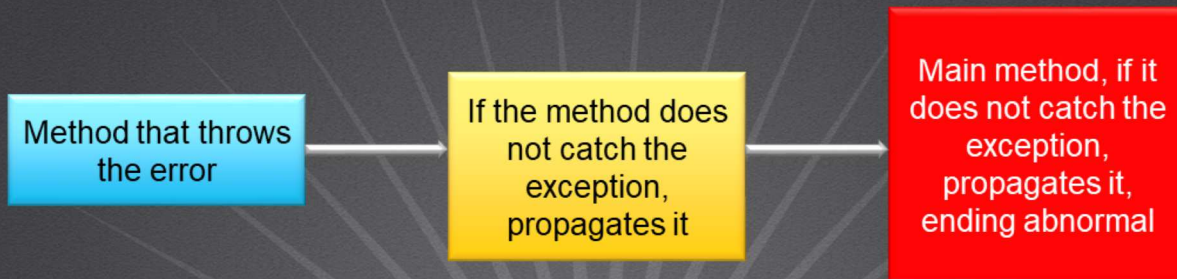 Method that throws
the error
If the method does
not catch the
exception,
propagates it
Main method, if it
does not catch the
exception,
propagates it,
ending abnormal